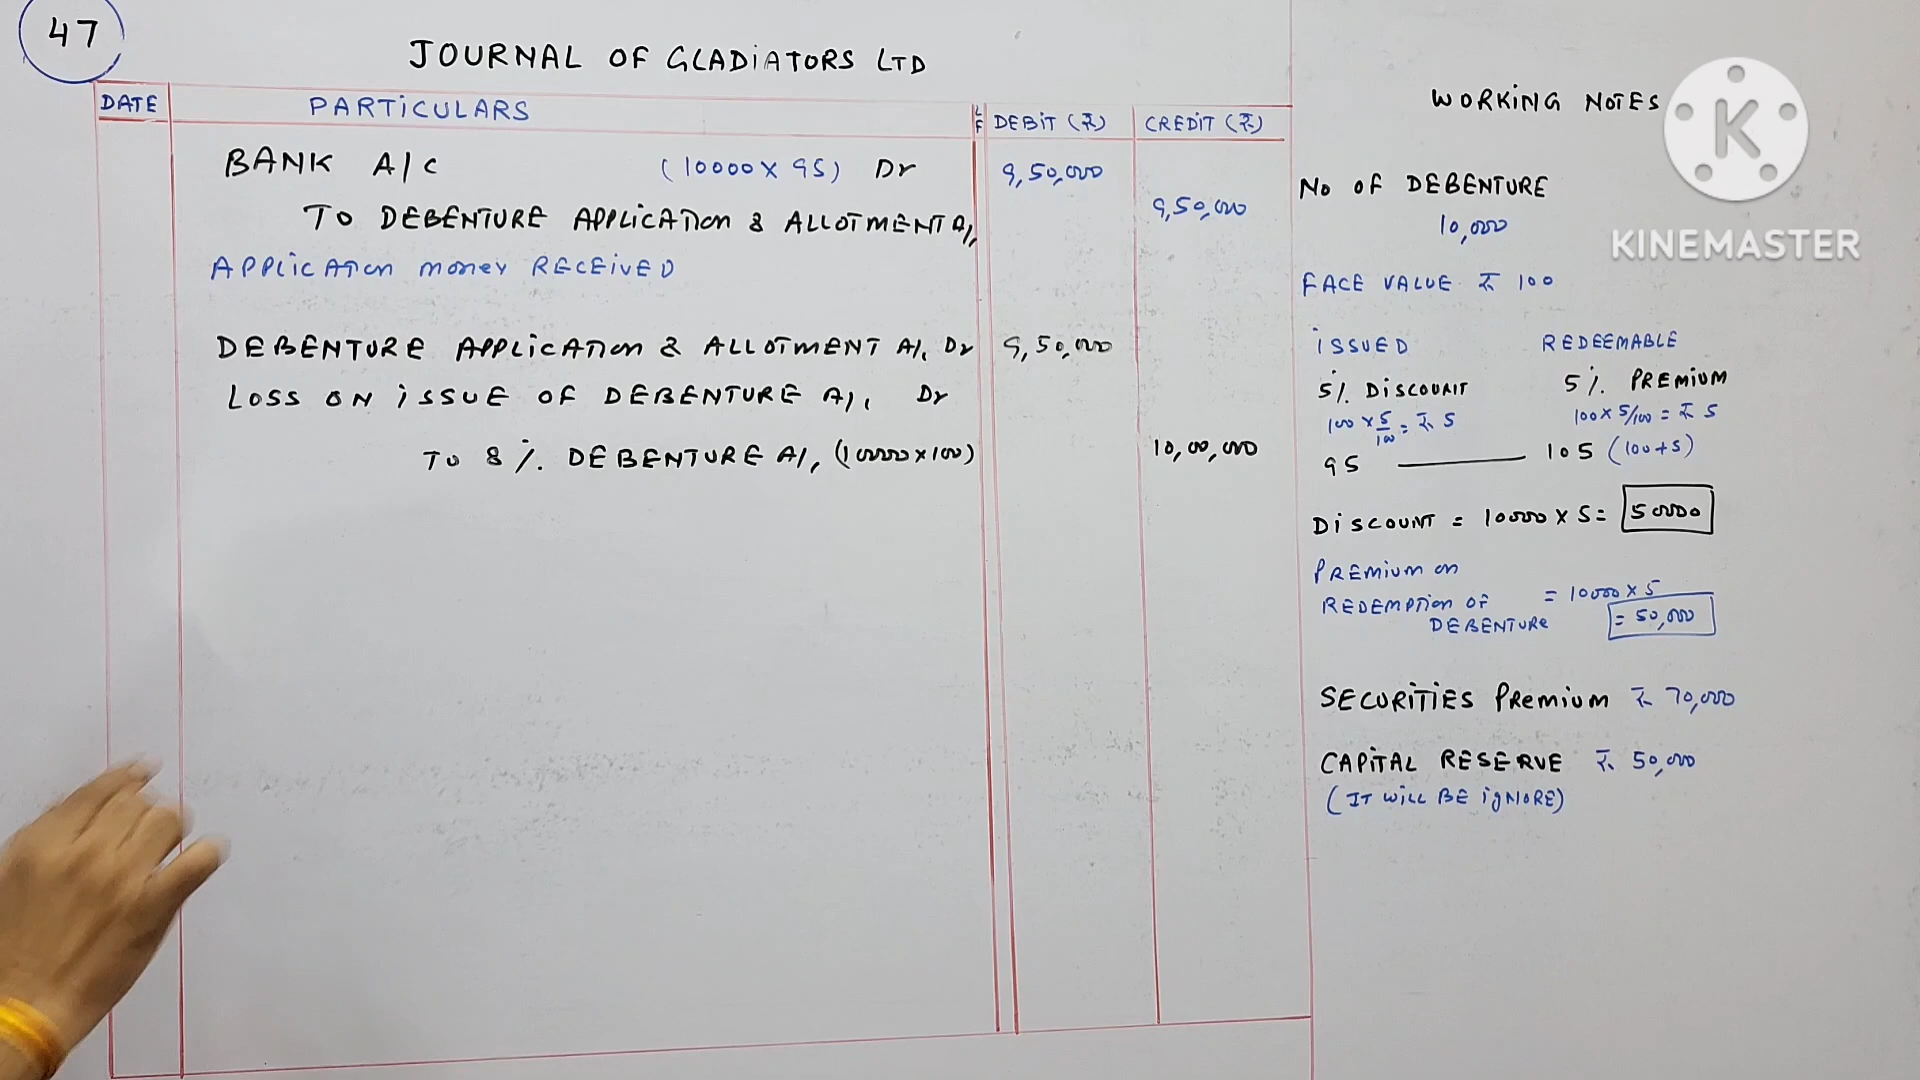 47
JOURNAL OF GLADIATORS LTD
DATE PARTICULARS LF DEBIT (₹) CREDIT (₹)
BANK A/C (10000 X 95) Dr 9,50,000
TO DEBENTURE APPLICATION & ALLOTMENT A/, 9,50,000
APPLICATION MONEY RECEIVED
DEBENTURE APPLICATION & ALLOTMENT A/, Dr 9,50,000
LOSS ON ISSUE OF DEBENTURE A/, Dr
TO 8 %. DEBENTURE A/, (10000 X 100) 10,00,000
WORKING NOTES
K
KINEMASTER
NO OF DEBENTURE
10,000
FACE VALUE ₹ 100
ISSUED REDEEMABLE
5 %. DISCOUNT 5 %. PREMIUM
100 X 5/100 = ₹ 5 100 X 5/100 = ₹ 5
95 105 (100+5)
DISCOUNT = 10000 X 5 = 50000
PREMIUM ON
REDEMPTION OF = 10000 X 5
DEBENTURE = 50,000
SECURITIES PREMIUM ₹ 70,000
CAPITAL RESERVE ₹ 50,000
(IT WILL BE IGNORE)